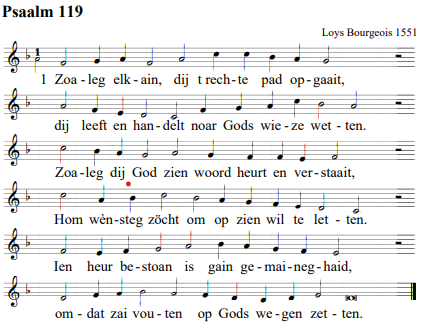 Psaalm 119
Loys Bourgeois 1551
1
1 Zoa - leg elk - ain, dij trech - te pad op - gaait,
dij leeft en han - delt noar Gods wie - ze wet - ten.
Zoa - leg dij God zien woord heurt en ver - staait,
Hom wèn - steg zöcht om op zien wil te let - ten.
Ien heur be - stoan is gain ge - mai - neg - haid,
om - dat zai vou - ten op Gods we - gen zet - ten.